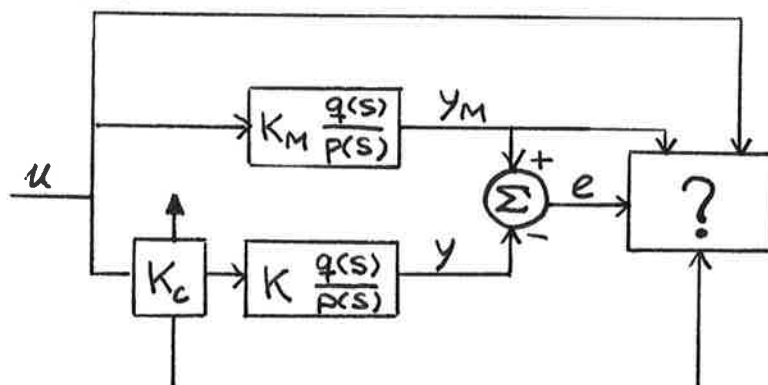 u
K_M q(s)/p(s)
y_M
+
Σ
-
e
?
K_c
K q(s)/p(s)
y